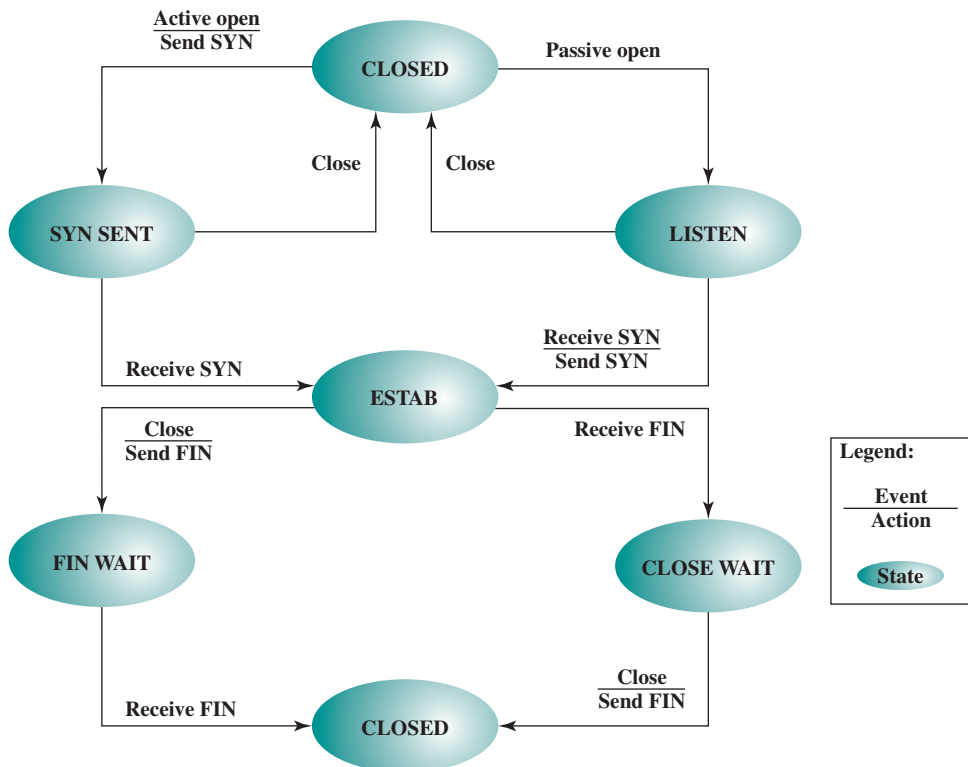 Active open
Send SYN
CLOSED
Passive open
Close
Close
SYN SENT
LISTEN
Receive SYN
Receive SYN
Send SYN
ESTAB
Close
Send FIN
Receive FIN
Legend:
Event
Action
State
FIN WAIT
CLOSE WAIT
Receive FIN
Close
Send FIN
CLOSED